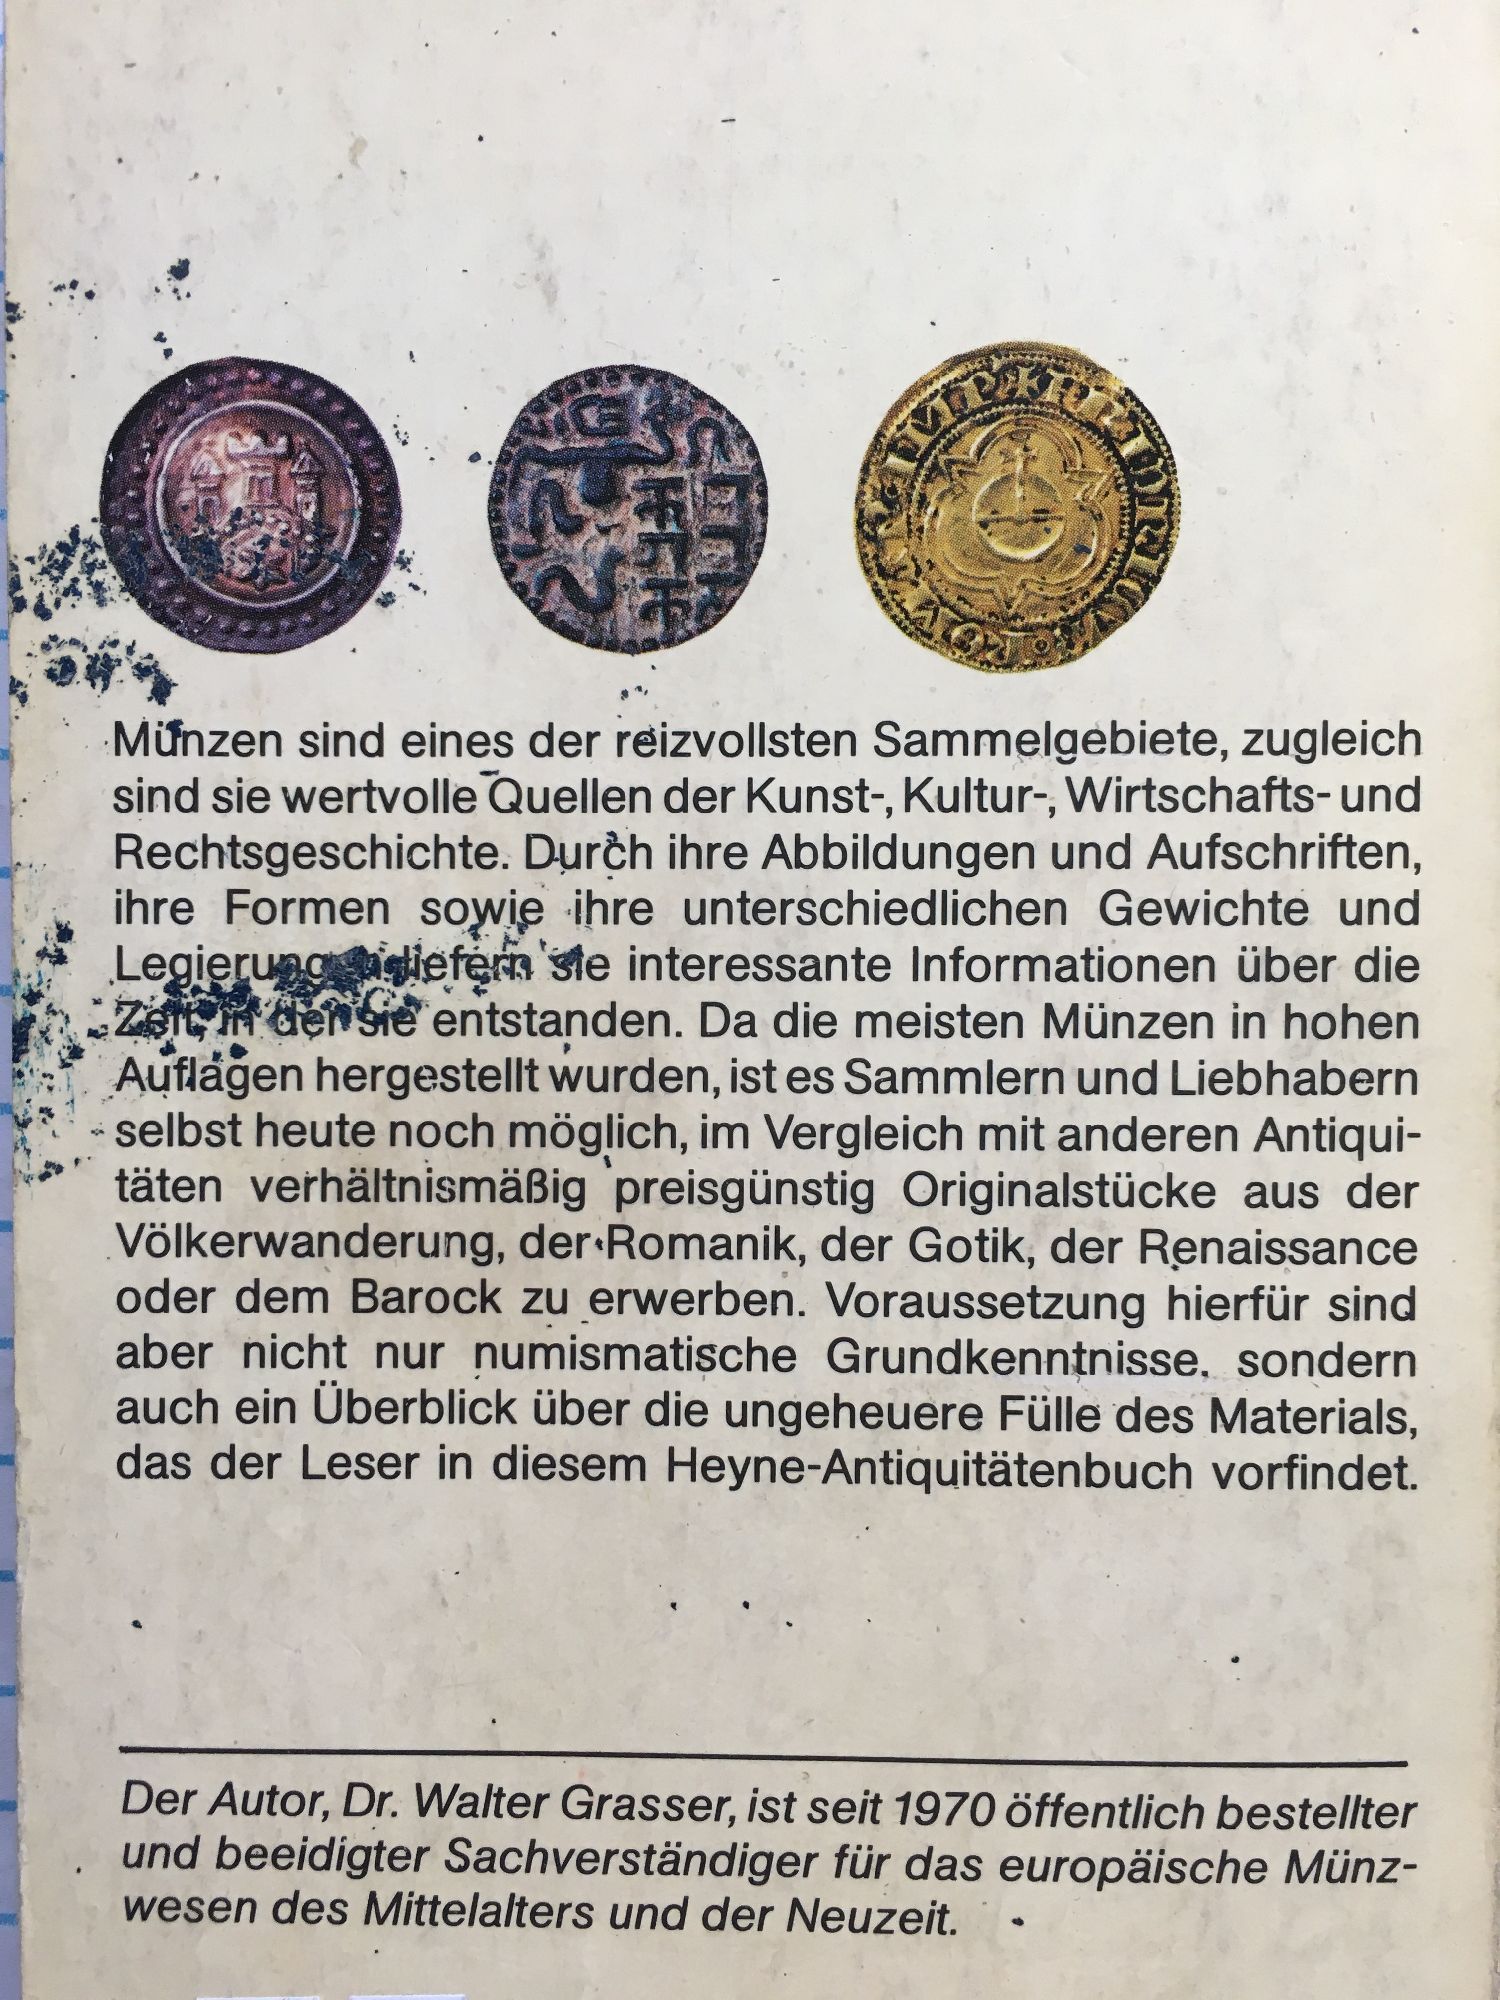 Münzen sind eines der reizvollsten Sammelgebiete, zugleich
sind sie wertvolle Quellen der Kunst-, Kultur-, Wirtschafts- und
Rechtsgeschichte. Durch ihre Abbildungen und Aufschriften,
ihre Formen sowie ihre unterschiedlichen Gewichte und
Legierungen liefern sie interessante Informationen über die
Zeit, in der sie entstanden. Da die meisten Münzen in hohen
Auflagen hergestellt wurden, ist es Sammlern und Liebhabern
selbst heute noch möglich, im Vergleich mit anderen Antiqui-
täten verhältnismäßig preisgünstig Originalstücke aus der
Völkerwanderung, der Romanik, der Gotik, der Renaissance
oder dem Barock zu erwerben. Voraussetzung hierfür sind
aber nicht nur numismatische Grundkenntnisse, sondern
auch ein Überblick über die ungeheuere Fülle des Materials,
das der Leser in diesem Heyne-Antiquitätenbuch vorfindet.
Der Autor, Dr. Walter Grasser, ist seit 1970 öffentlich bestellter
und beeidigter Sachverständiger für das europäische Münz-
wesen des Mittelalters und der Neuzeit.